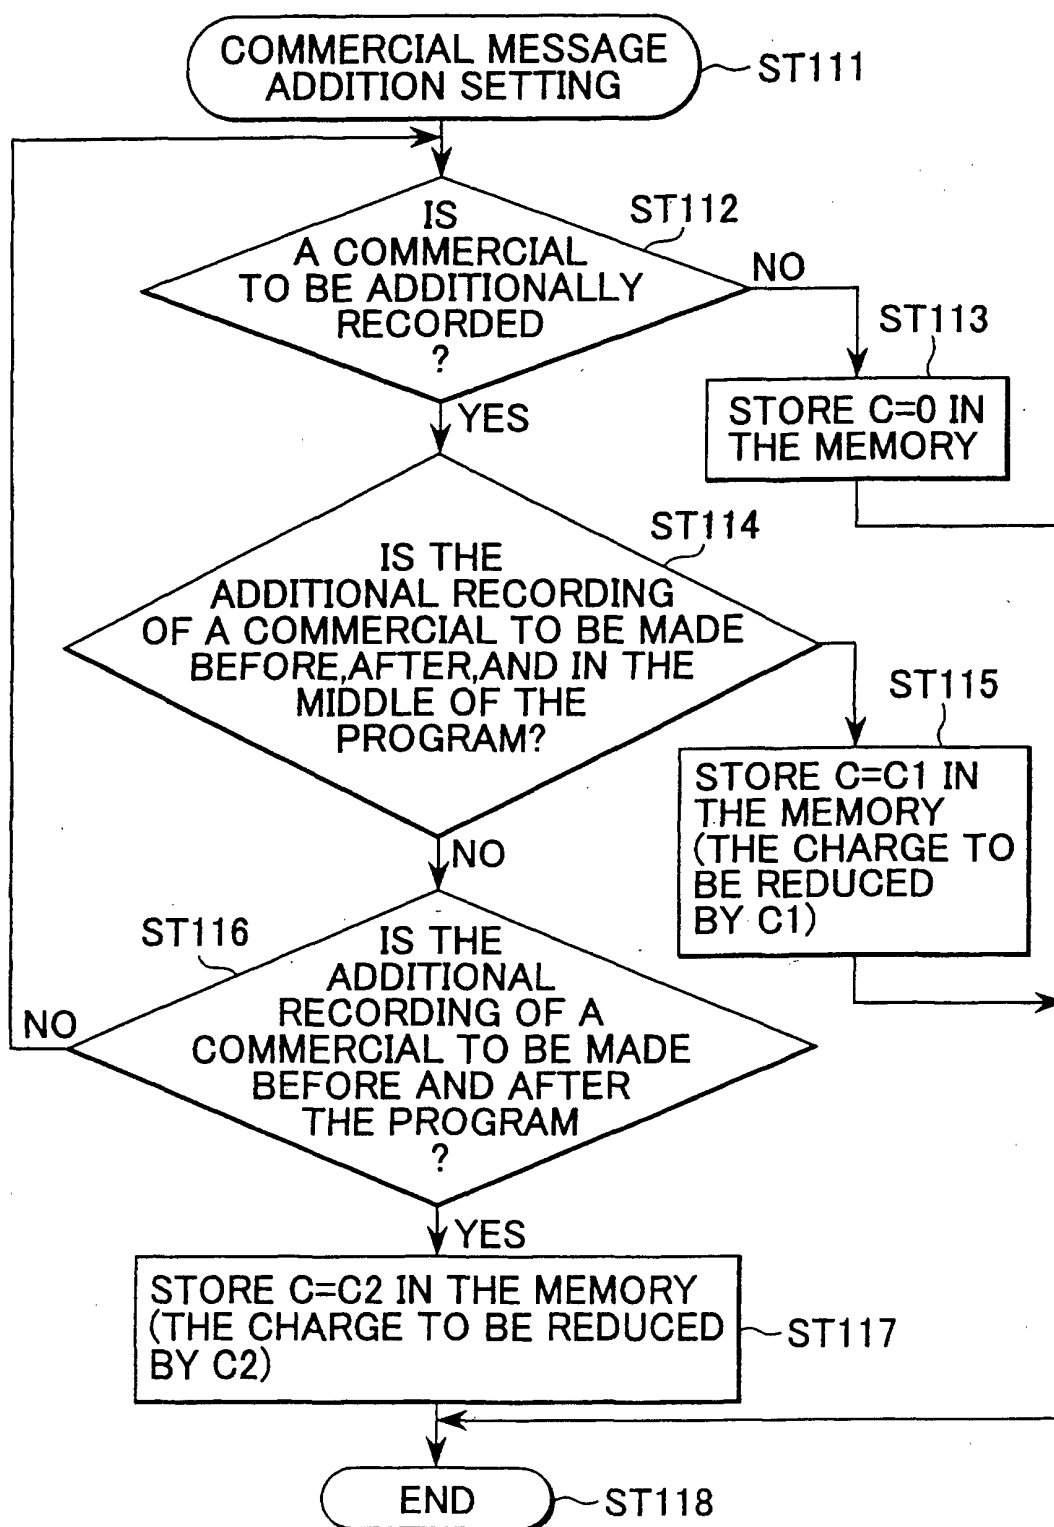 COMMERCIAL MESSAGE
ADDITION SETTING
ST111
IS
A COMMERCIAL
TO BE ADDITIONALLY
RECORDED
?
ST112
NO
ST113
STORE C=0 IN
THE MEMORY
YES
ST114
IS THE
ADDITIONAL RECORDING
OF A COMMERCIAL TO BE MADE
BEFORE,AFTER,AND IN THE
MIDDLE OF THE
PROGRAM?
ST115
STORE C=C1 IN
THE MEMORY
(THE CHARGE TO
BE REDUCED
BY C1)
NO
ST116
IS THE
ADDITIONAL
RECORDING OF A
COMMERCIAL TO BE MADE
BEFORE AND AFTER
THE PROGRAM
?
NO
YES
STORE C=C2 IN THE MEMORY
(THE CHARGE TO BE REDUCED
BY C2)
ST117
END
ST118